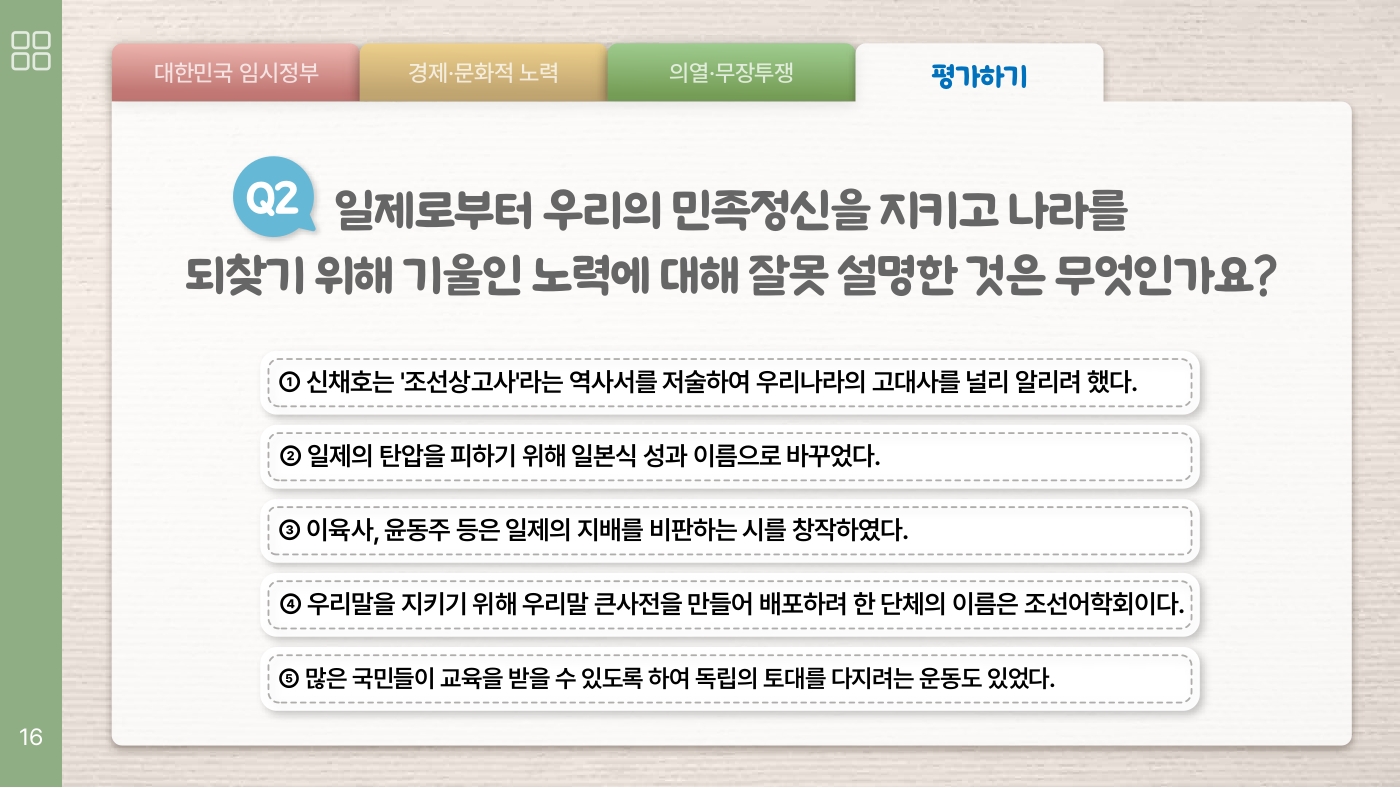 대한민국 임시정부
경제·문화적 노력
의열·무장투쟁
평가하기
Q2 일제로부터 우리의 민족정신을 지키고 나라를
되찾기 위해 기울인 노력에 대해 잘못 설명한 것은 무엇인가요?
① 신채호는 '조선상고사'라는 역사서를 저술하여 우리나라의 고대사를 널리 알리려 했다.
② 일제의 탄압을 피하기 위해 일본식 성과 이름으로 바꾸었다.
③ 이육사, 윤동주 등은 일제의 지배를 비판하는 시를 창작하였다.
④ 우리말을 지키기 위해 우리말 큰사전을 만들어 배포하려 한 단체의 이름은 조선어학회이다.
⑤ 많은 국민들이 교육을 받을 수 있도록 하여 독립의 토대를 다지려는 운동도 있었다.
16